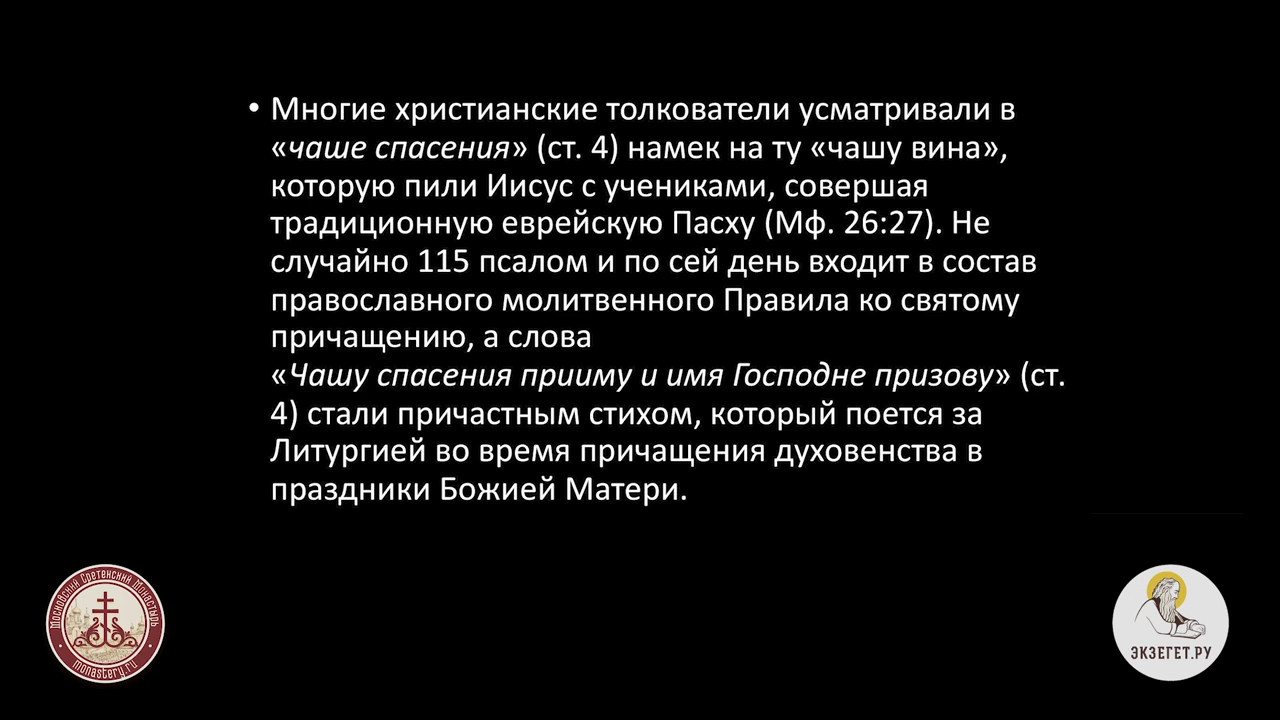 • Многие христианские толкователи усматривали в
«чаше спасения» (ст. 4) намек на ту «чашу вина»,
которую пили Иисус с учениками, совершая
традиционную еврейскую Пасху (Мф. 26:27). Не
случайно 115 псалом и по сей день входит в состав
православного молитвенного Правила ко святому
причащению, а слова
«Чашу спасения прииму и имя Господне призову» (ст.
4) стали причастным стихом, который поется за
Литургией во время причащения духовенства в
праздники Божией Матери.
Московский Сретенский Монастырь
monastery.ru
ЭКЗЕГЕТ.РУ